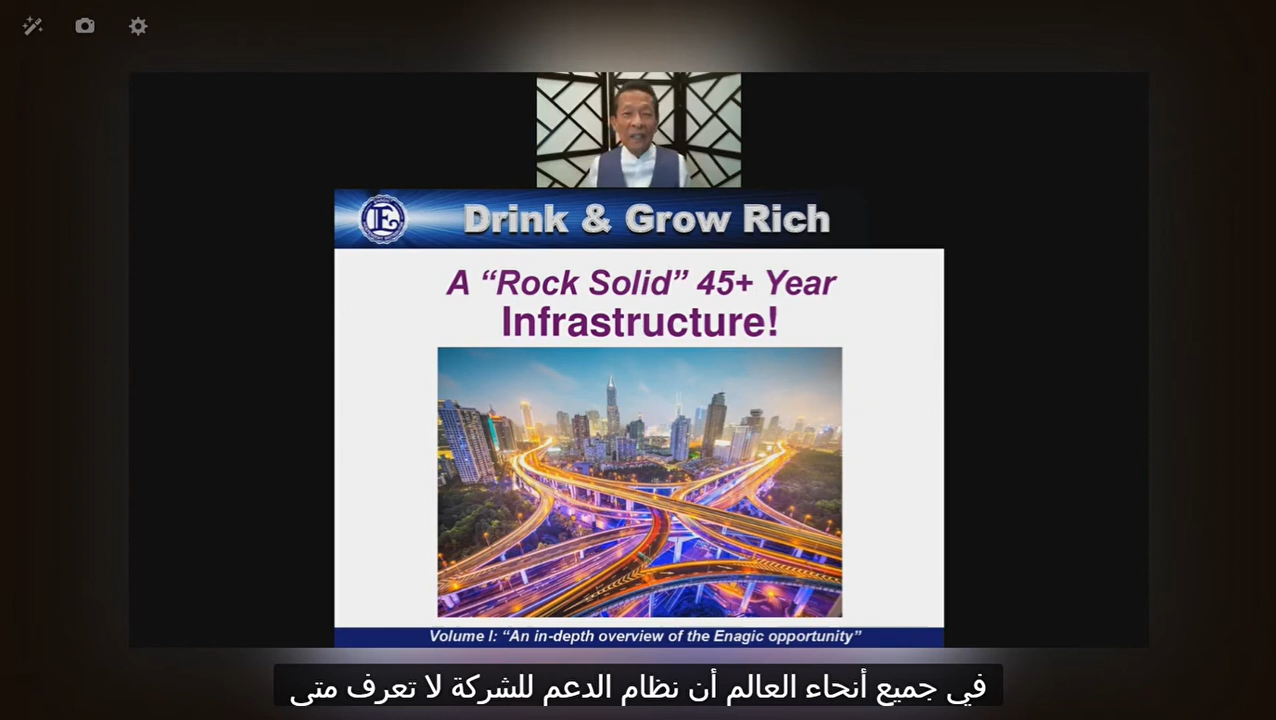 Drink & Grow Rich
A “Rock Solid” 45+ Year
Infrastructure!
Volume I: “An in-depth overview of the Enagic opportunity”
في جميع أنحاء العالم أن نظام الدعم للشركة لا تعرف متى